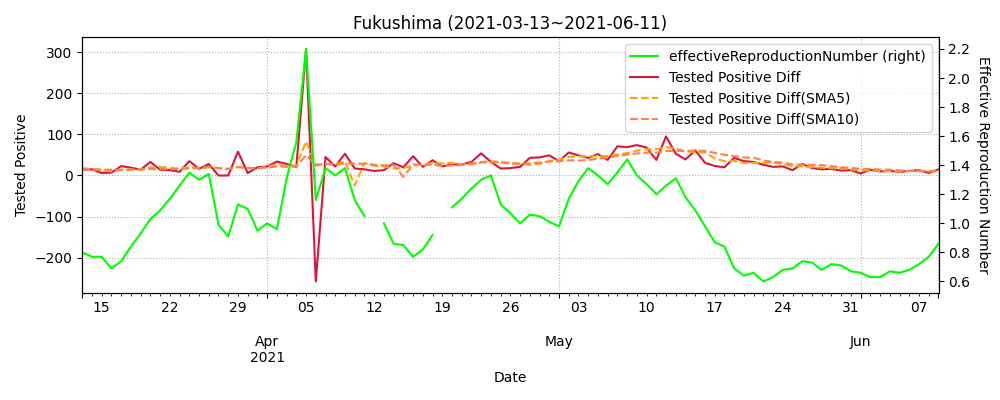 Fukushima (2021-03-13~2021-06-11)
effectiveReproductionNumber (right)
Tested Positive Diff
Tested Positive Diff(SMA5)
Tested Positive Diff(SMA10)
Tested Positive
300
200
100
0
−100
−200
Effective Reproduction Number
2.2
2.0
1.8
1.6
1.4
1.2
1.0
0.8
0.6
15 22 29 05 12 19 26 03 10 17 24 31 07
Apr May Jun
2021
Date